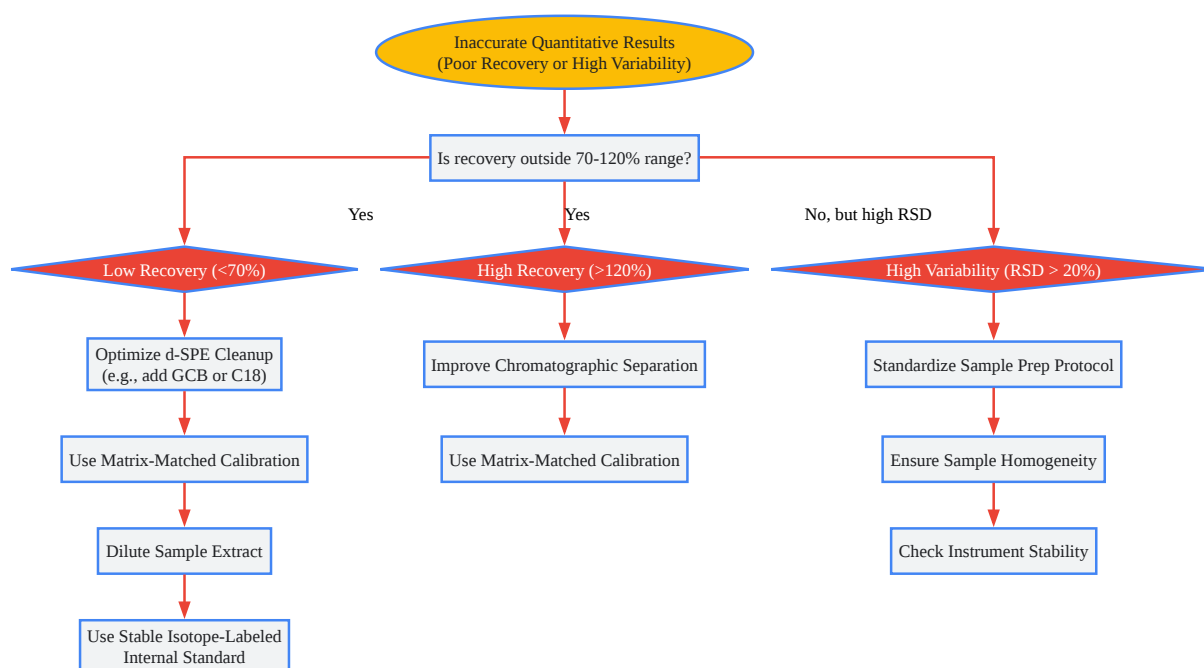 Inaccurate Quantitative Results
(Poor Recovery or High Variability)
Is recovery outside 70-120% range?
Yes
Yes
No, but high RSD
Low Recovery (<70%)
High Recovery (>120%)
High Variability (RSD > 20%)
Optimize d-SPE Cleanup
(e.g., add GCB or C18)
Improve Chromatographic Separation
Standardize Sample Prep Protocol
Use Matrix-Matched Calibration
Use Matrix-Matched Calibration
Ensure Sample Homogeneity
Dilute Sample Extract
Check Instrument Stability
Use Stable Isotope-Labeled
Internal Standard